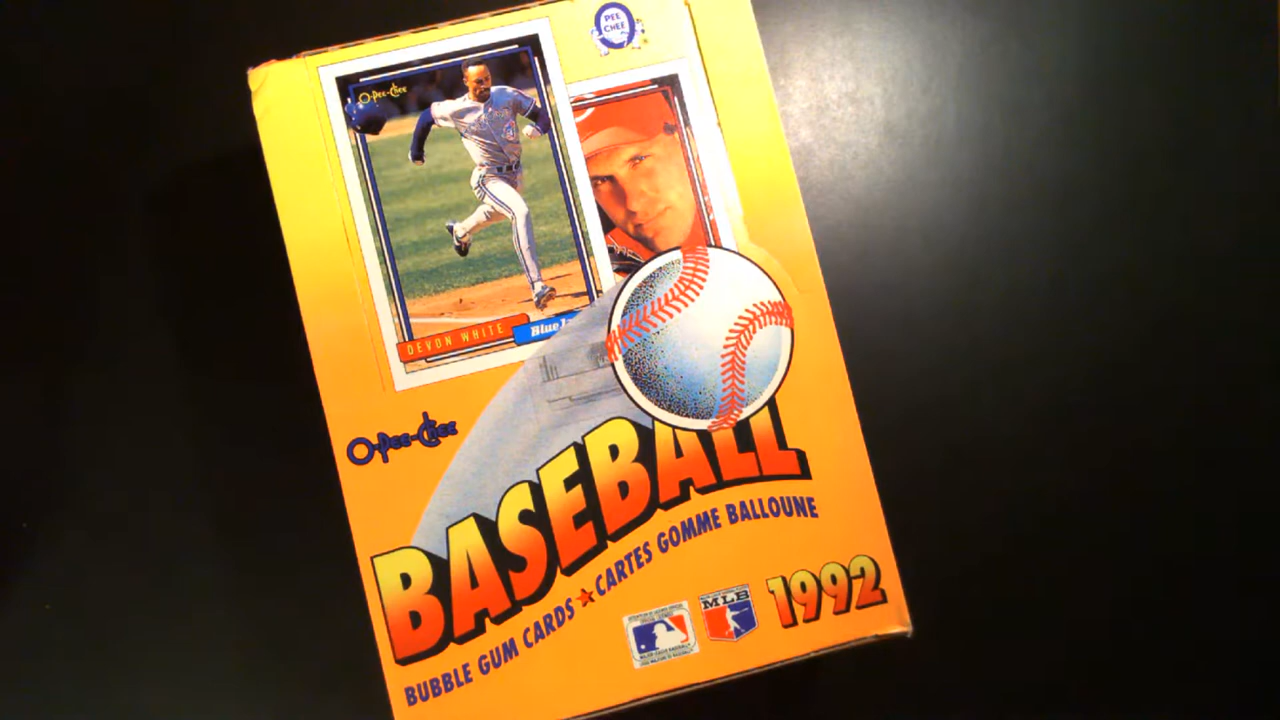 O-Pee-Chee
PEE
CHEE
DEVON WHITE
Blue
O-Pee-Chee
BASEBALL
BUBBLE GUM CARDS ★ CARTES GOMME BALLOUNE
MLB
1992